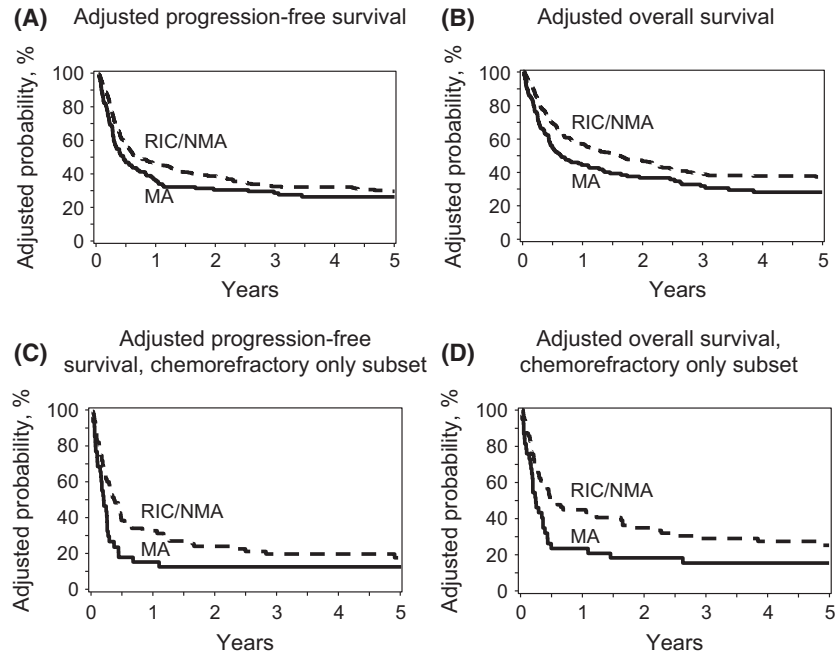 (A) Adjusted progression-free survival
Adjusted probability, %
100
80
60
40
20
0
RIC/NMA
MA
0 1 2 3 4 5
Years
(B) Adjusted overall survival
Adjusted probability, %
100
80
60
40
20
0
RIC/NMA
MA
0 1 2 3 4 5
Years
(C) Adjusted progression-free
survival, chemorefractory only subset
Adjusted probability, %
100
80
60
40
20
0
RIC/NMA
MA
0 1 2 3 4 5
Years
(D) Adjusted overall survival,
chemorefractory only subset
Adjusted probability, %
100
80
60
40
20
0
RIC/NMA
MA
0 1 2 3 4 5
Years